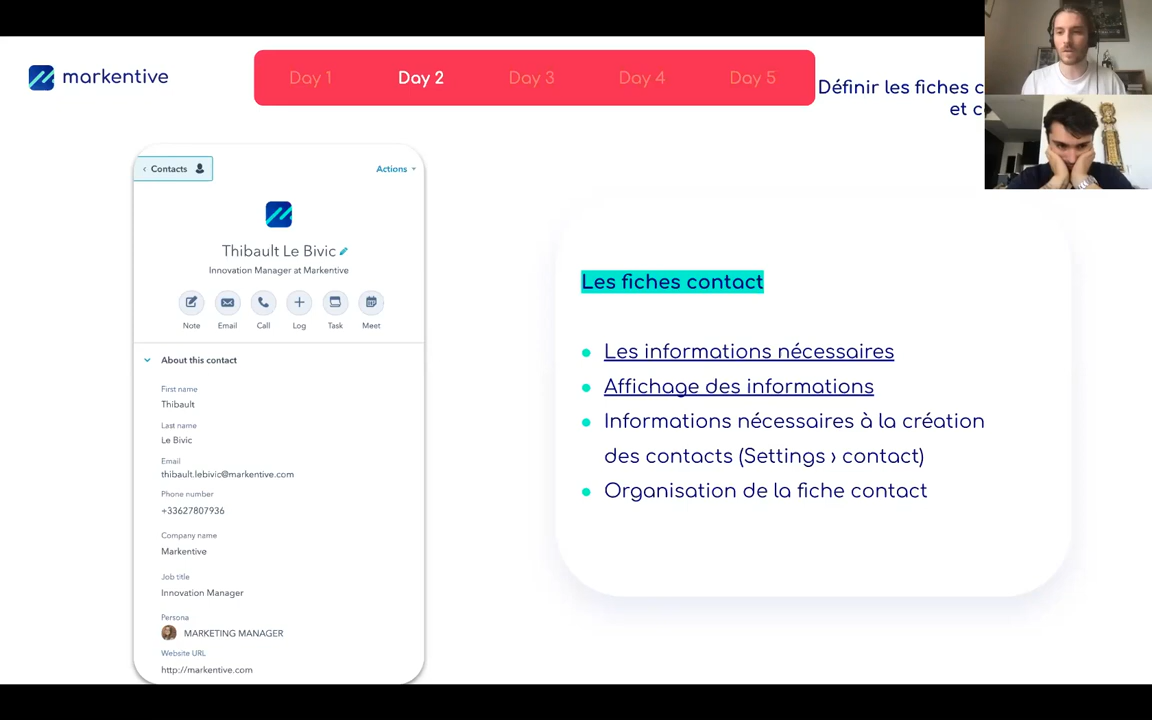 markentive
Day 1 Day 2 Day 3 Day 4 Day 5
Définir les fiches
et
Contacts
Actions
Thibault Le Bivic
Innovation Manager at Markentive
Note Email Call Log Task Meet
About this contact
First name
Thibault
Last name
Le Bivic
Email
thibault.lebivic@markentive.com
Phone number
+33627807936
Company name
Markentive
Job title
Innovation Manager
Persona
MARKETING MANAGER
Website URL
http://markentive.com
Les fiches contact
Les informations nécessaires
Affichage des informations
Informations nécessaires à la création
des contacts (Settings › contact)
Organisation de la fiche contact